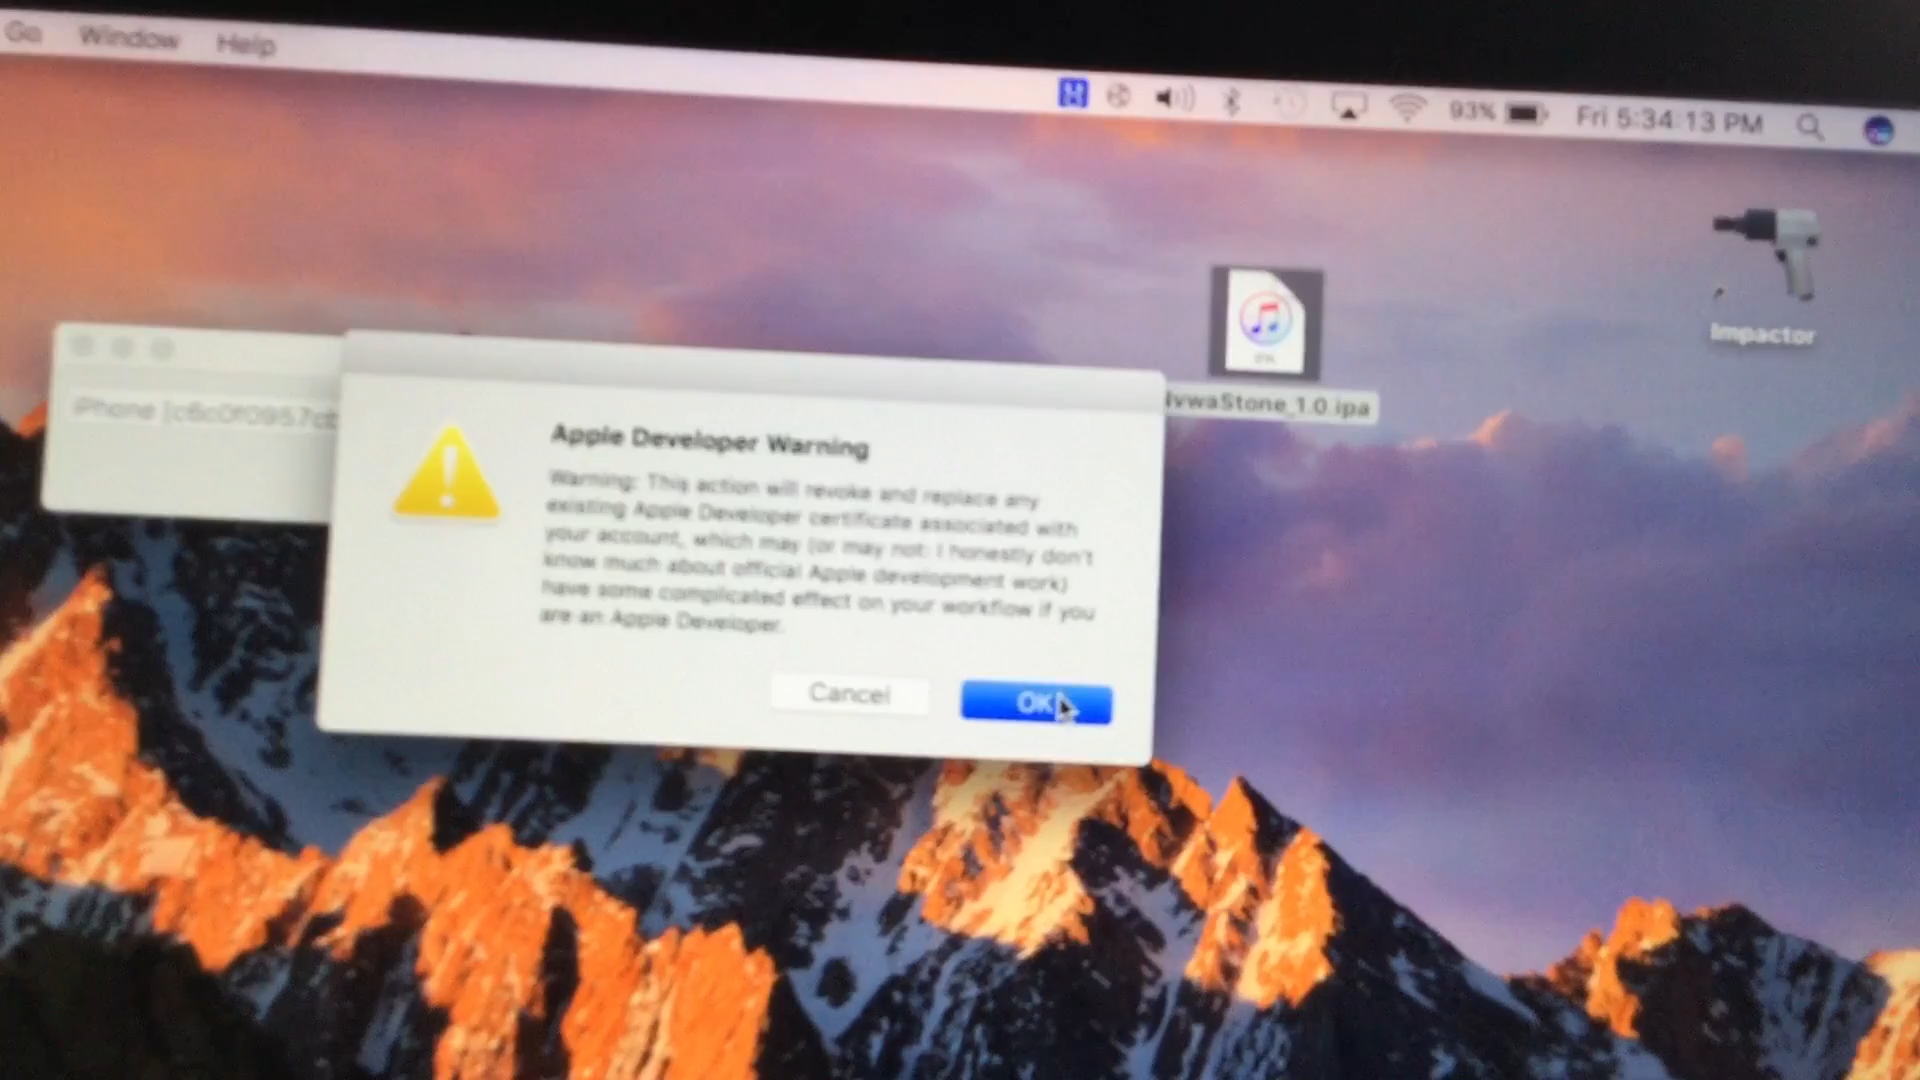 Go Window Help
93% Fri 5:34:13 PM
Impactor
IPA
NvwaStone_1.0.ipa
iPhone [c6c0f0957cb
Apple Developer Warning
Warning: This action will revoke and replace any
existing Apple Developer certificate associated with
your account, which may (or may not: I honestly don't
know much about official Apple development work)
have some complicated effect on your workflow if you
are an Apple Developer.
Cancel OK